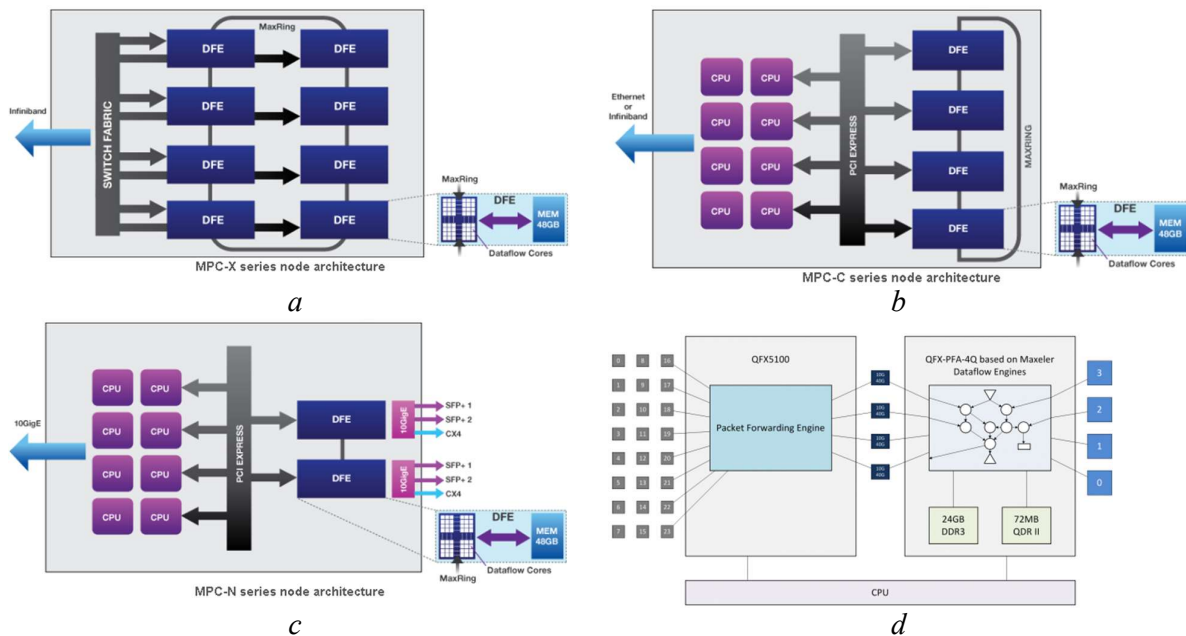 MaxRing
DFE
DFE
DFE
DFE
DFE
DFE
DFE
DFE
Infiniband
SWITCH FABRIC
MaxRing
DFE
MEM
48GB
Dataflow Cores
MPC-X series node architecture
a
CPU
CPU
CPU
CPU
CPU
CPU
CPU
CPU
Ethernet
or
Infiniband
PCI EXPRESS
DFE
DFE
DFE
DFE
MAXRING
MaxRing
DFE
MEM
48GB
Dataflow Cores
MPC-C series node architecture
b
CPU
CPU
CPU
CPU
CPU
CPU
CPU
CPU
10GigE
PCI EXPRESS
DFE
DFE
10GigE
SFP+ 1
SFP+ 2
CX4
10GigE
SFP+ 1
SFP+ 2
CX4
DFE
MEM
48GB
Dataflow Cores
MaxRing
MPC-N series node architecture
c
QFX5100
QFX-PFA-4Q based on Maxeler
Dataflow Engines
0 8 16
1 9 17
2 10 18
3 11 19
4 12 20
5 13 21
6 14 22
7 15 23
Packet Forwarding Engine
3
2
1
0
24GB
DDR3
72MB
QDR II
CPU
d